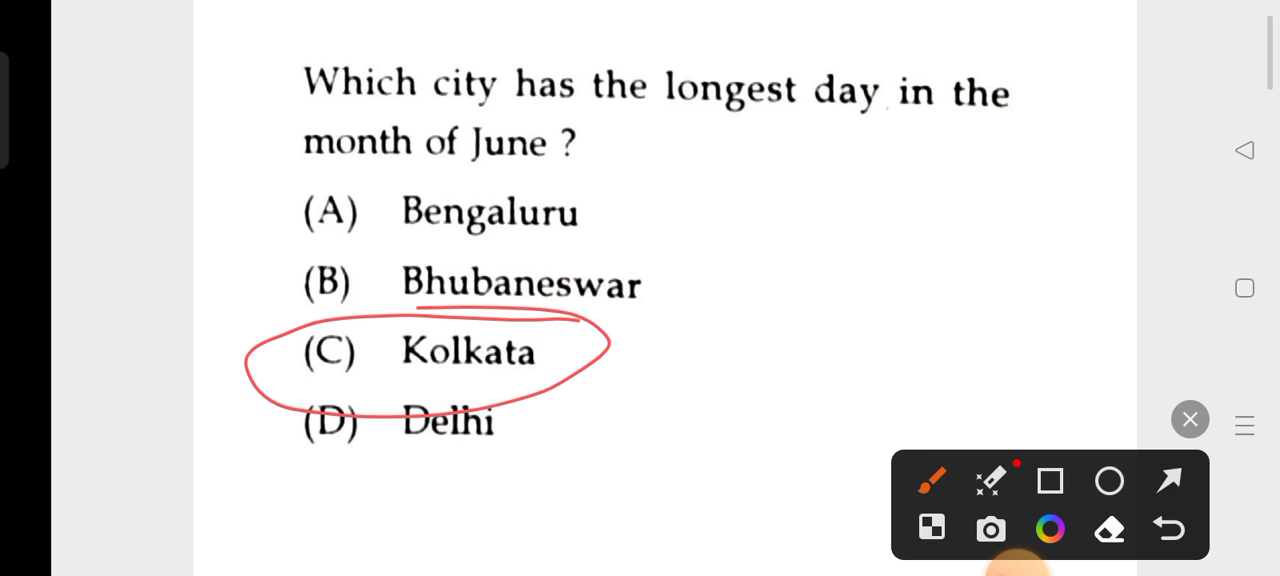 Which city has the longest day in the
month of June ?
(A) Bengaluru
(B) Bhubaneswar
(C) Kolkata
(D) Delhi